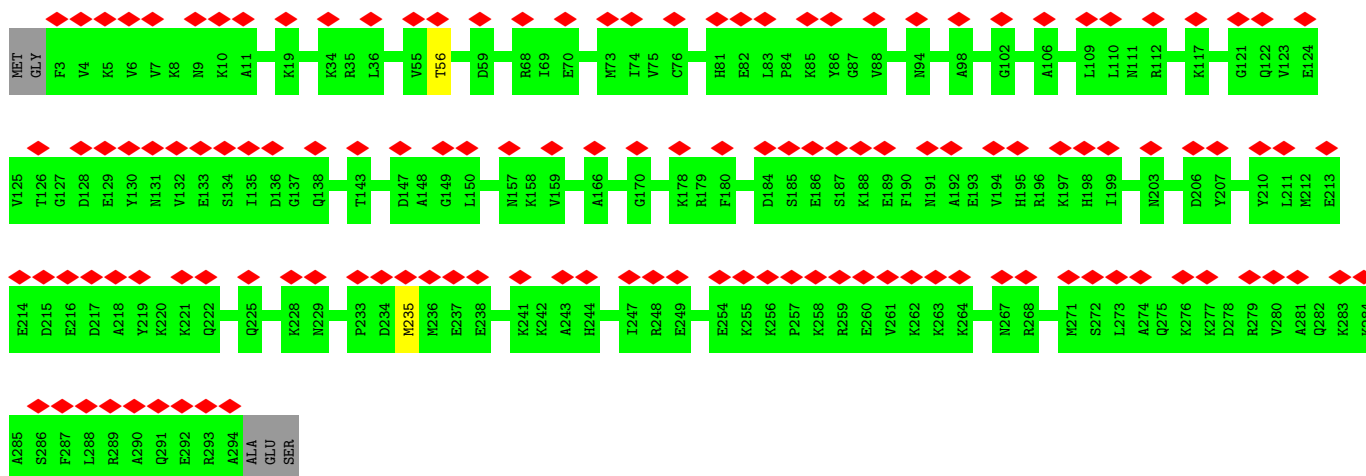 MET GLY F3 V4 K5 V6 V7 K8 N9 K10 A11 K19 K34 R35 L36 V55 T56 D59 R68 I69 E70 M73 I74 V75 C76 H81 E82 L83 P84 K85 Y86 G87 V88 N94 A98 G102 A106 L109 L110 N111 R112 K117 G121 Q122 V123 E124
V125 T126 G127 D128 E129 Y130 N131 V132 E133 S134 I135 D136 G137 Q138 T143 D147 A148 G149 L150 N157 K158 V159 A166 G170 K178 R179 F180 D184 S185 E186 S187 K188 E189 F190 N191 A192 E193 V194 H195 R196 K197 H198 I199 N203 D206 Y207 Y210 L211 M212 E213
E214 D215 E216 D217 A218 Y219 K220 K221 Q222 Q225 K228 N229 P233 D234 M235 M236 E237 E238 K241 K242 A243 H244 I247 R248 E249 E254 K255 K256 P257 K258 R259 E260 V261 K262 K263 K264 N267 R268 M271 S272 L273 A274 Q275 K276 K277 D278 R279 V280 A281 Q282 K283
A285 S286 F287 L288 R289 A290 Q291 E292 R293 A294 ALA GLU SER